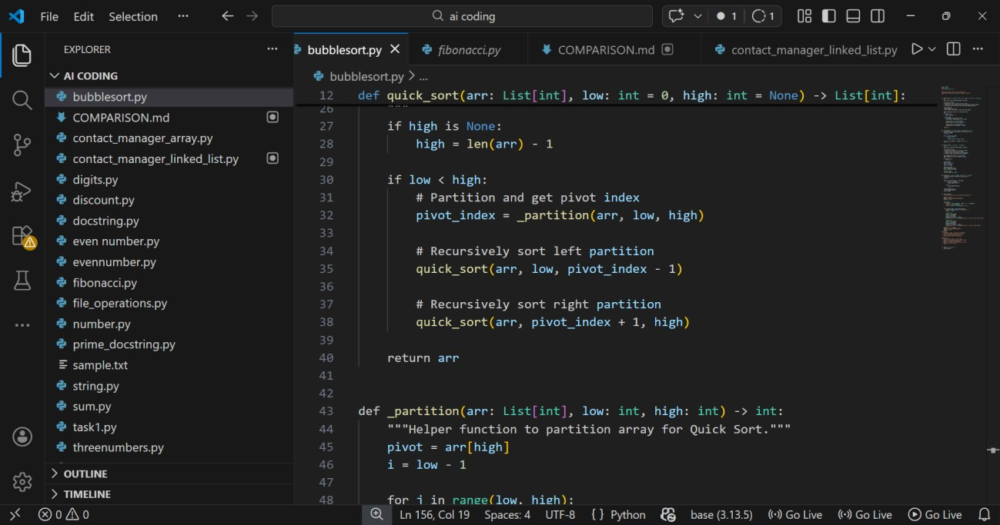 File Edit Selection ··· ai coding 1 1
EXPLORER ···
AI CODING
bubblesort.py
COMPARISON.md
contact_manager_array.py
contact_manager_linked_list.py
digits.py
discount.py
docstring.py
even number.py
evennumber.py
fibonacci.py
file_operations.py
number.py
prime_docstring.py
sample.txt
string.py
sum.py
task1.py
threenumbers.py
OUTLINE
TIMELINE
bubblesort.py fibonacci.py COMPARISON.md contact_manager_linked_list.py ···
bubblesort.py > ...
12 def quick_sort(arr: List[int], low: int = 0, high: int = None) -> List[int]:
26 """
27 if high is None:
28 high = len(arr) - 1
29
30 if low < high:
31 # Partition and get pivot index
32 pivot_index = _partition(arr, low, high)
33
34 # Recursively sort left partition
35 quick_sort(arr, low, pivot_index - 1)
36
37 # Recursively sort right partition
38 quick_sort(arr, pivot_index + 1, high)
39
40 return arr
41
42
43 def _partition(arr: List[int], low: int, high: int) -> int:
44 """Helper function to partition array for Quick Sort."""
45 pivot = arr[high]
46 i = low - 1
47
48 for j in range(low, high):
0 0 Ln 156, Col 19 Spaces: 4 UTF-8 { } Python base (3.13.5) Go Live Go Live Go Live